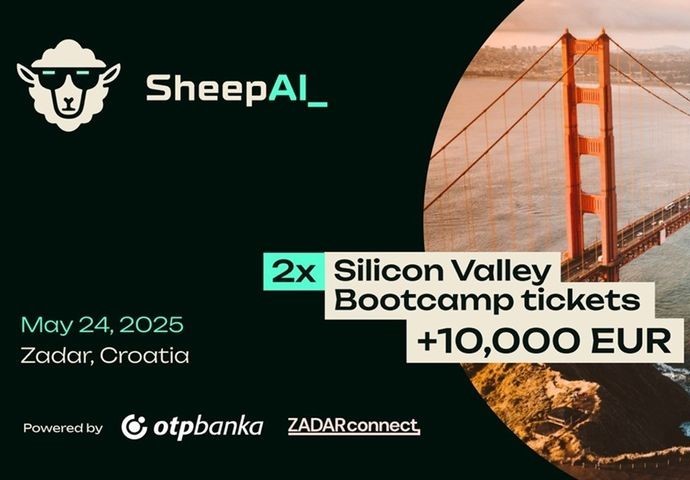 SheepAI_
2x Silicon Valley
Bootcamp tickets
+10,000 EUR
May 24, 2025
Zadar, Croatia
Powered by otpbanka ZADARconnect.